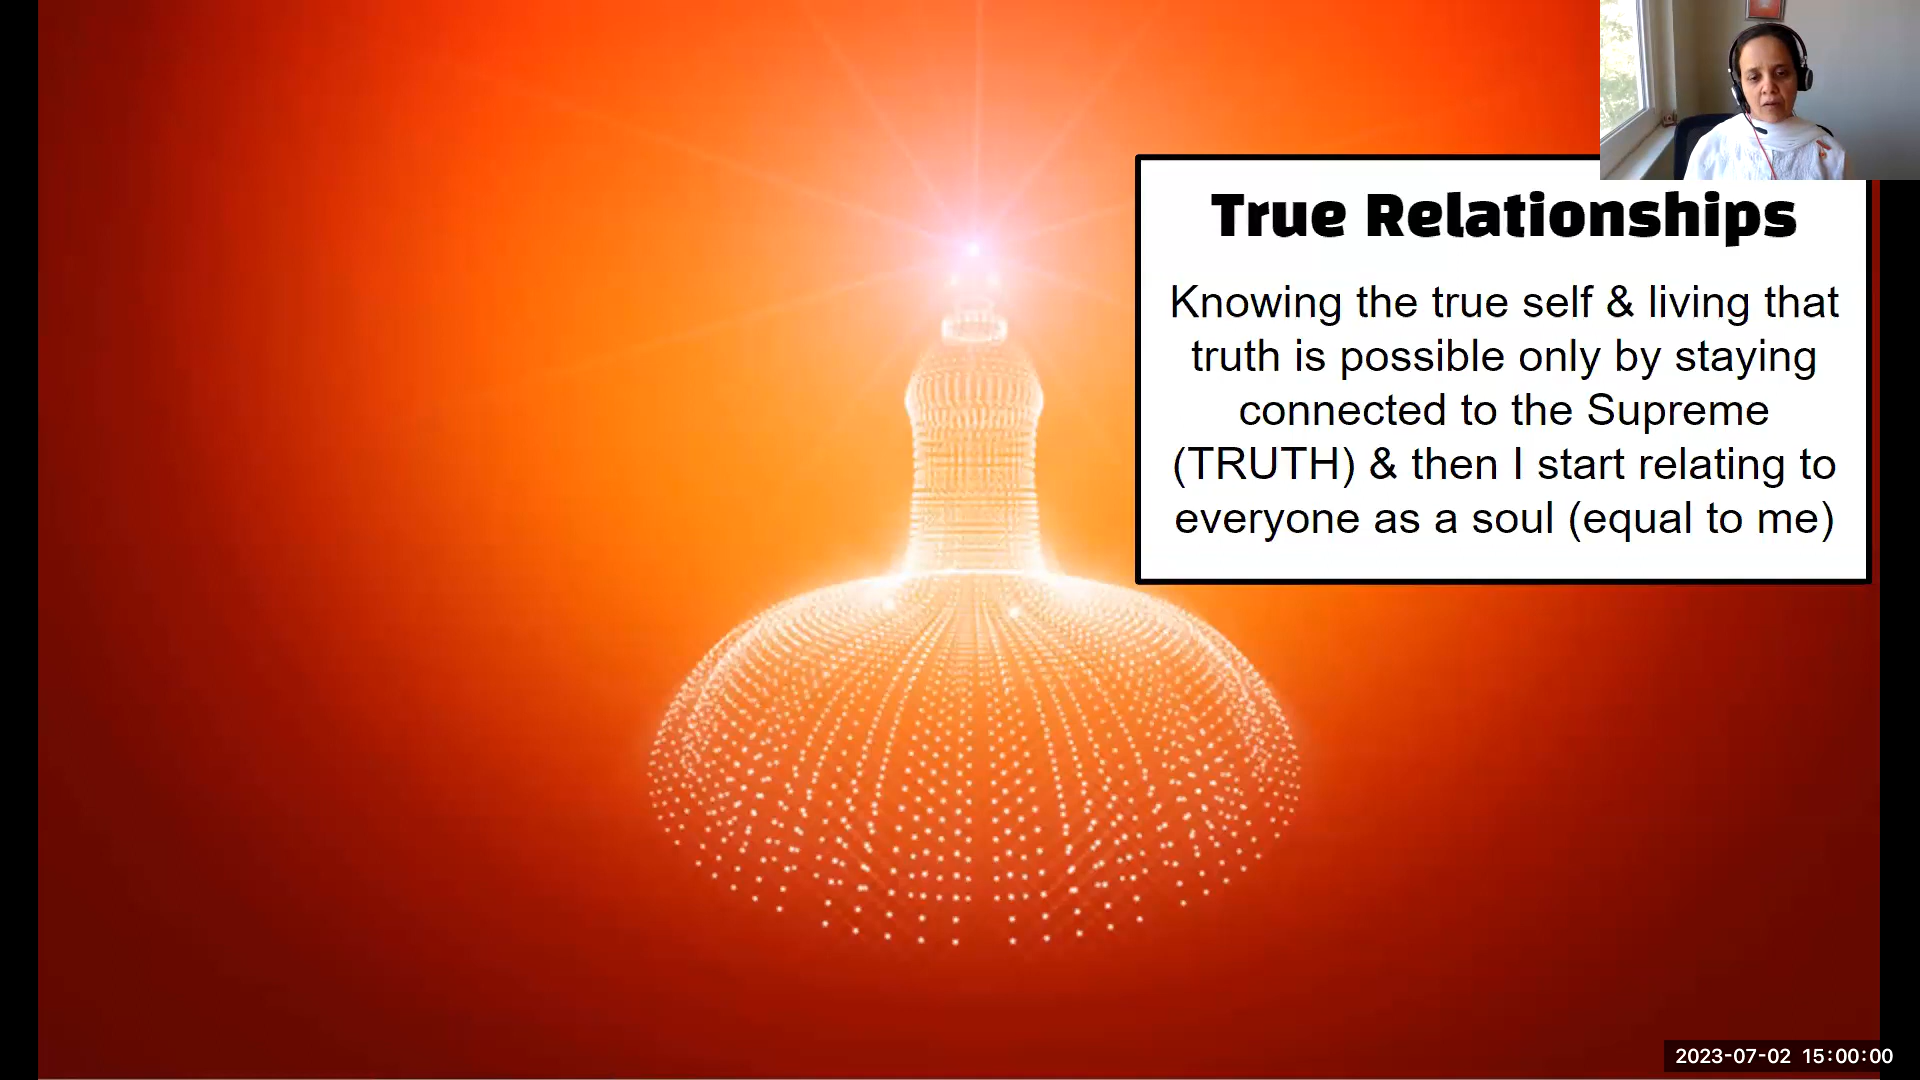 True Relationships
Knowing the true self & living that
truth is possible only by staying
connected to the Supreme
(TRUTH) & then I start relating to
everyone as a soul (equal to me)
2023-07-02 15:00:00